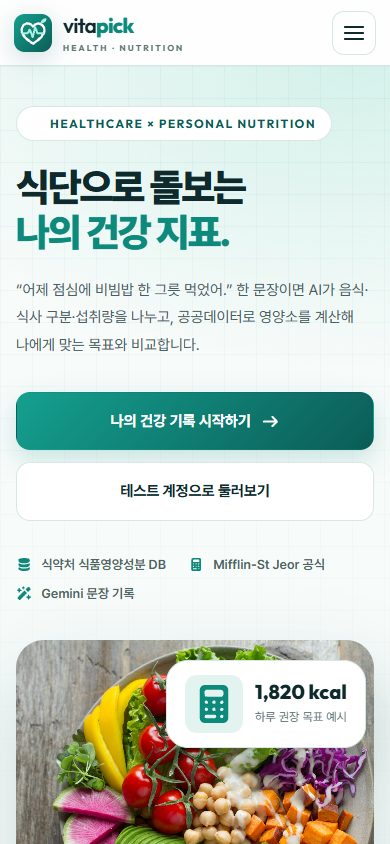 vitapick
HEALTH · NUTRITION
HEALTHCARE × PERSONAL NUTRITION
식단으로 돌보는
나의 건강 지표.
“어제 점심에 비빔밥 한 그릇 먹었어.” 한 문장이면 AI가 음식·
식사 구분·섭취량을 나누고, 공공데이터로 영양소를 계산해
나에게 맞는 목표와 비교합니다.
나의 건강 기록 시작하기 →
테스트 계정으로 둘러보기
식약처 식품영양성분 DB
Mifflin-St Jeor 공식
Gemini 문장 기록
1,820 kcal
하루 권장 목표 예시